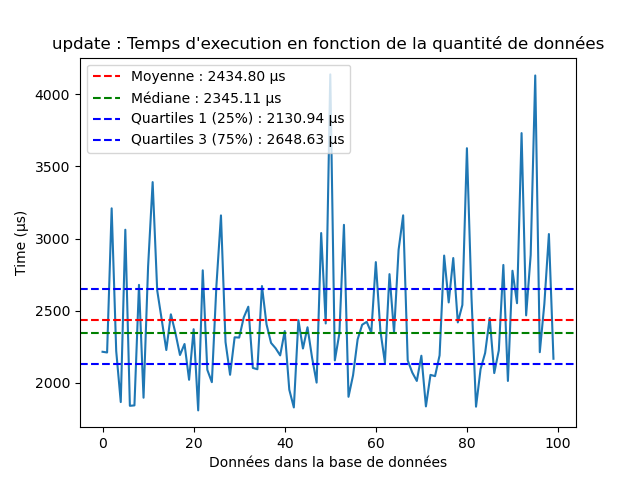 update : Temps d'execution en fonction de la quantité de données
Moyenne : 2434.80 µs
Médiane : 2345.11 µs
Quartiles 1 (25%) : 2130.94 µs
Quartiles 3 (75%) : 2648.63 µs
Time (µs)
4000
3500
3000
2500
2000
0 20 40 60 80 100
Données dans la base de données